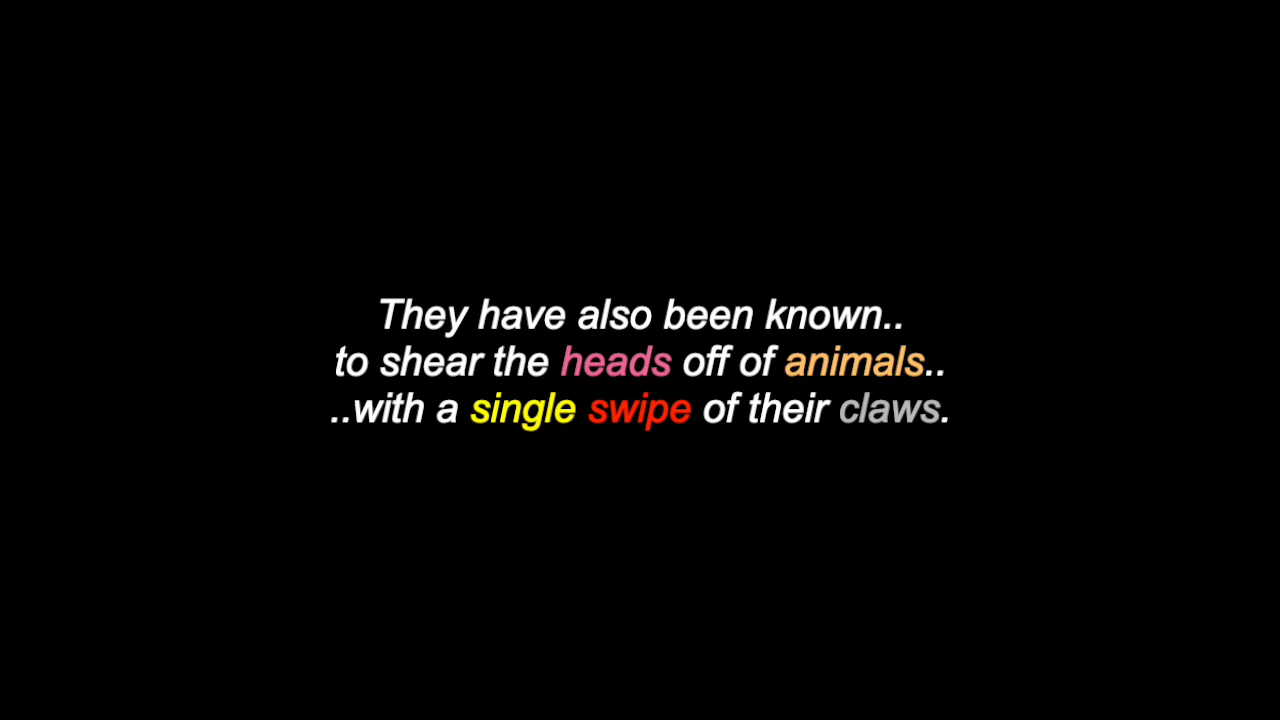 They have also been known..
to shear the heads off of animals..
..with a single swipe of their claws.